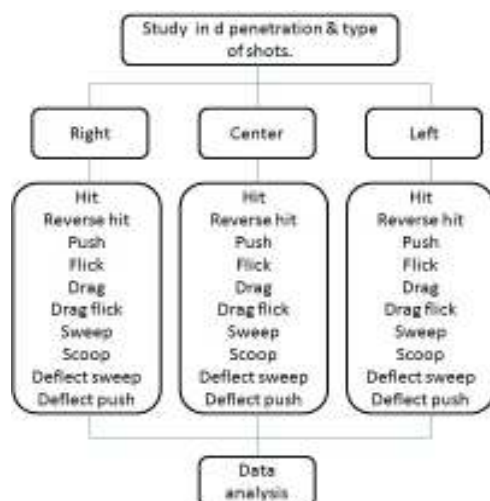 Study in d penetration & type
of shots.
Right
Center
Left
Hit
Reverse hit
Push
Flick
Drag
Drag flick
Sweep
Scoop
Deflect sweep
Deflect push
Hit
Reverse hit
Push
Flick
Drag
Drag flick
Sweep
Scoop
Deflect sweep
Deflect push
Hit
Reverse hit
Push
Flick
Drag
Drag flick
Sweep
Scoop
Deflect sweep
Deflect push
Data
analysis